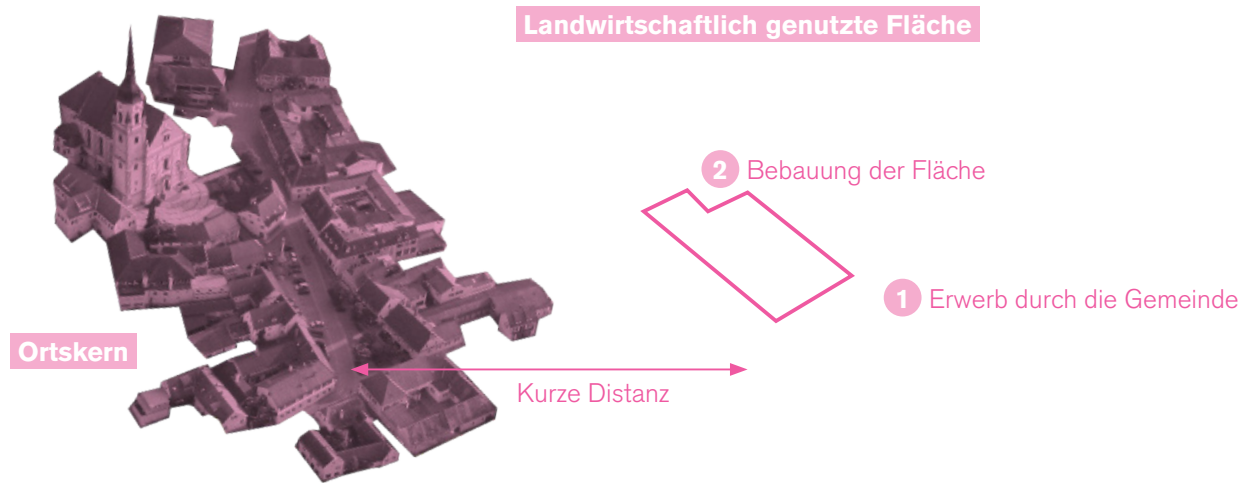 Landwirtschaftlich genutzte Fläche
2 Bebauung der Fläche
1 Erwerb durch die Gemeinde
Ortskern
Kurze Distanz